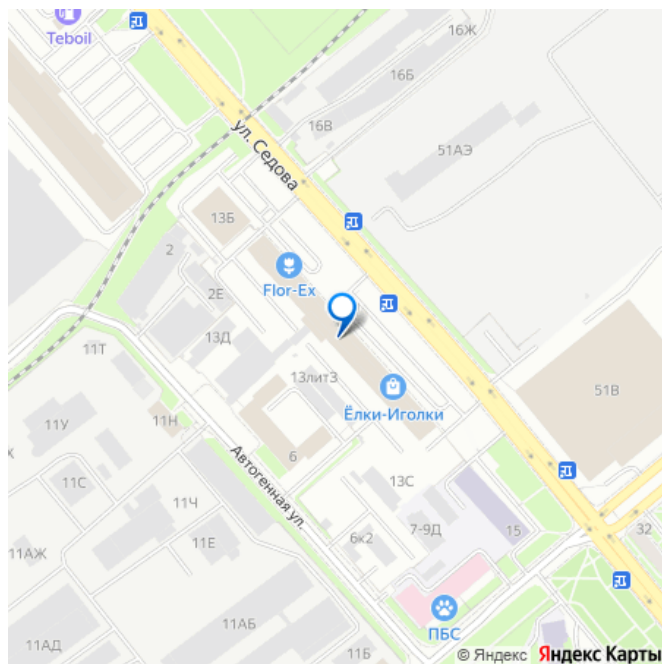 Teboil
16Ж
16Б
16В
51АЭ
ул. Седова
13Б
2
Flor-Ex
2Е
13Д
11Т
13литЗ
51В
Ёлки-Иголки
11У
11Н
6
Автогенная ул.
11С
13С
11Ч
7-9Д
15
32
11АЖ
11Е
6к2
11АБ
ПБС
11АД
11Б
© Яндекс Яндекс Карты